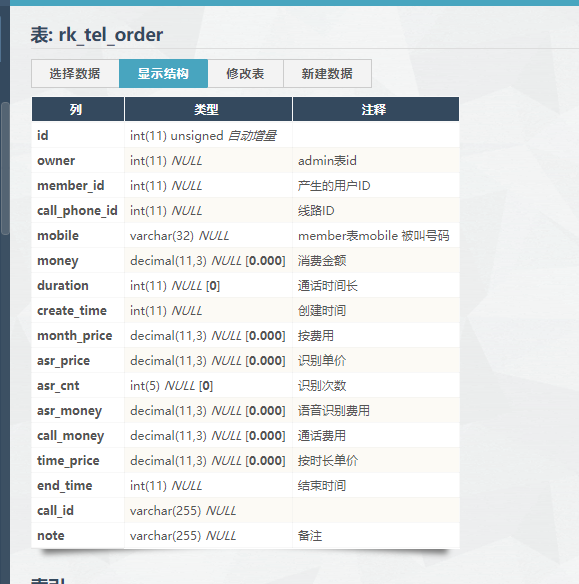 表: rk_tel_order
选择数据 显示结构 修改表 新建数据
列 类型 注释
id int(11) unsigned 自动增量
owner int(11) NULL admin表id
member_id int(11) NULL 产生的用户ID
call_phone_id int(11) NULL 线路ID
mobile varchar(32) NULL member表mobile 被叫号码
money decimal(11,3) NULL [0.000] 消费金额
duration int(11) NULL [0] 通话时间长
create_time int(11) NULL 创建时间
month_price decimal(11,3) NULL [0.000] 按费用
asr_price decimal(11,3) NULL [0.000] 识别单价
asr_cnt int(5) NULL [0] 识别次数
asr_money decimal(11,3) NULL [0.000] 语音识别费用
call_money decimal(11,3) NULL [0.000] 通话费用
time_price decimal(11,3) NULL [0.000] 按时长单价
end_time int(11) NULL 结束时间
call_id varchar(255) NULL
note varchar(255) NULL 备注